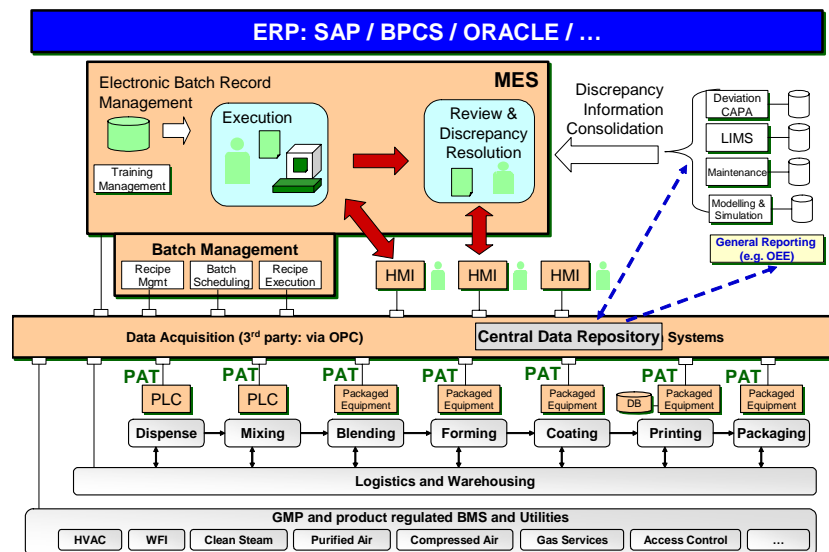 ERP: SAP / BPCS / ORACLE / …
MES
Electronic Batch Record
Management
Execution
Review &
Discrepancy
Resolution
Training
Management
Discrepancy
Information
Consolidation
Deviation
CAPA
LIMS
Maintenance
Modelling &
Simulation
General Reporting
(e.g. OEE)
Batch Management
Recipe
Mgmt
Batch
Scheduling
Recipe
Execution
HMI
HMI
HMI
Data Acquisition (3rd party: via OPC)
Central Data Repository
Systems
PAT
PAT
PAT
PAT
PAT
PAT
PAT
PLC
PLC
Packaged
Equipment
Packaged
Equipment
Packaged
Equipment
DB
Packaged
Equipment
Packaged
Equipment
Dispense
Mixing
Blending
Forming
Coating
Printing
Packaging
Logistics and Warehousing
GMP and product regulated BMS and Utilities
HVAC
WFI
Clean Steam
Purified Air
Compressed Air
Gas Services
Access Control
…